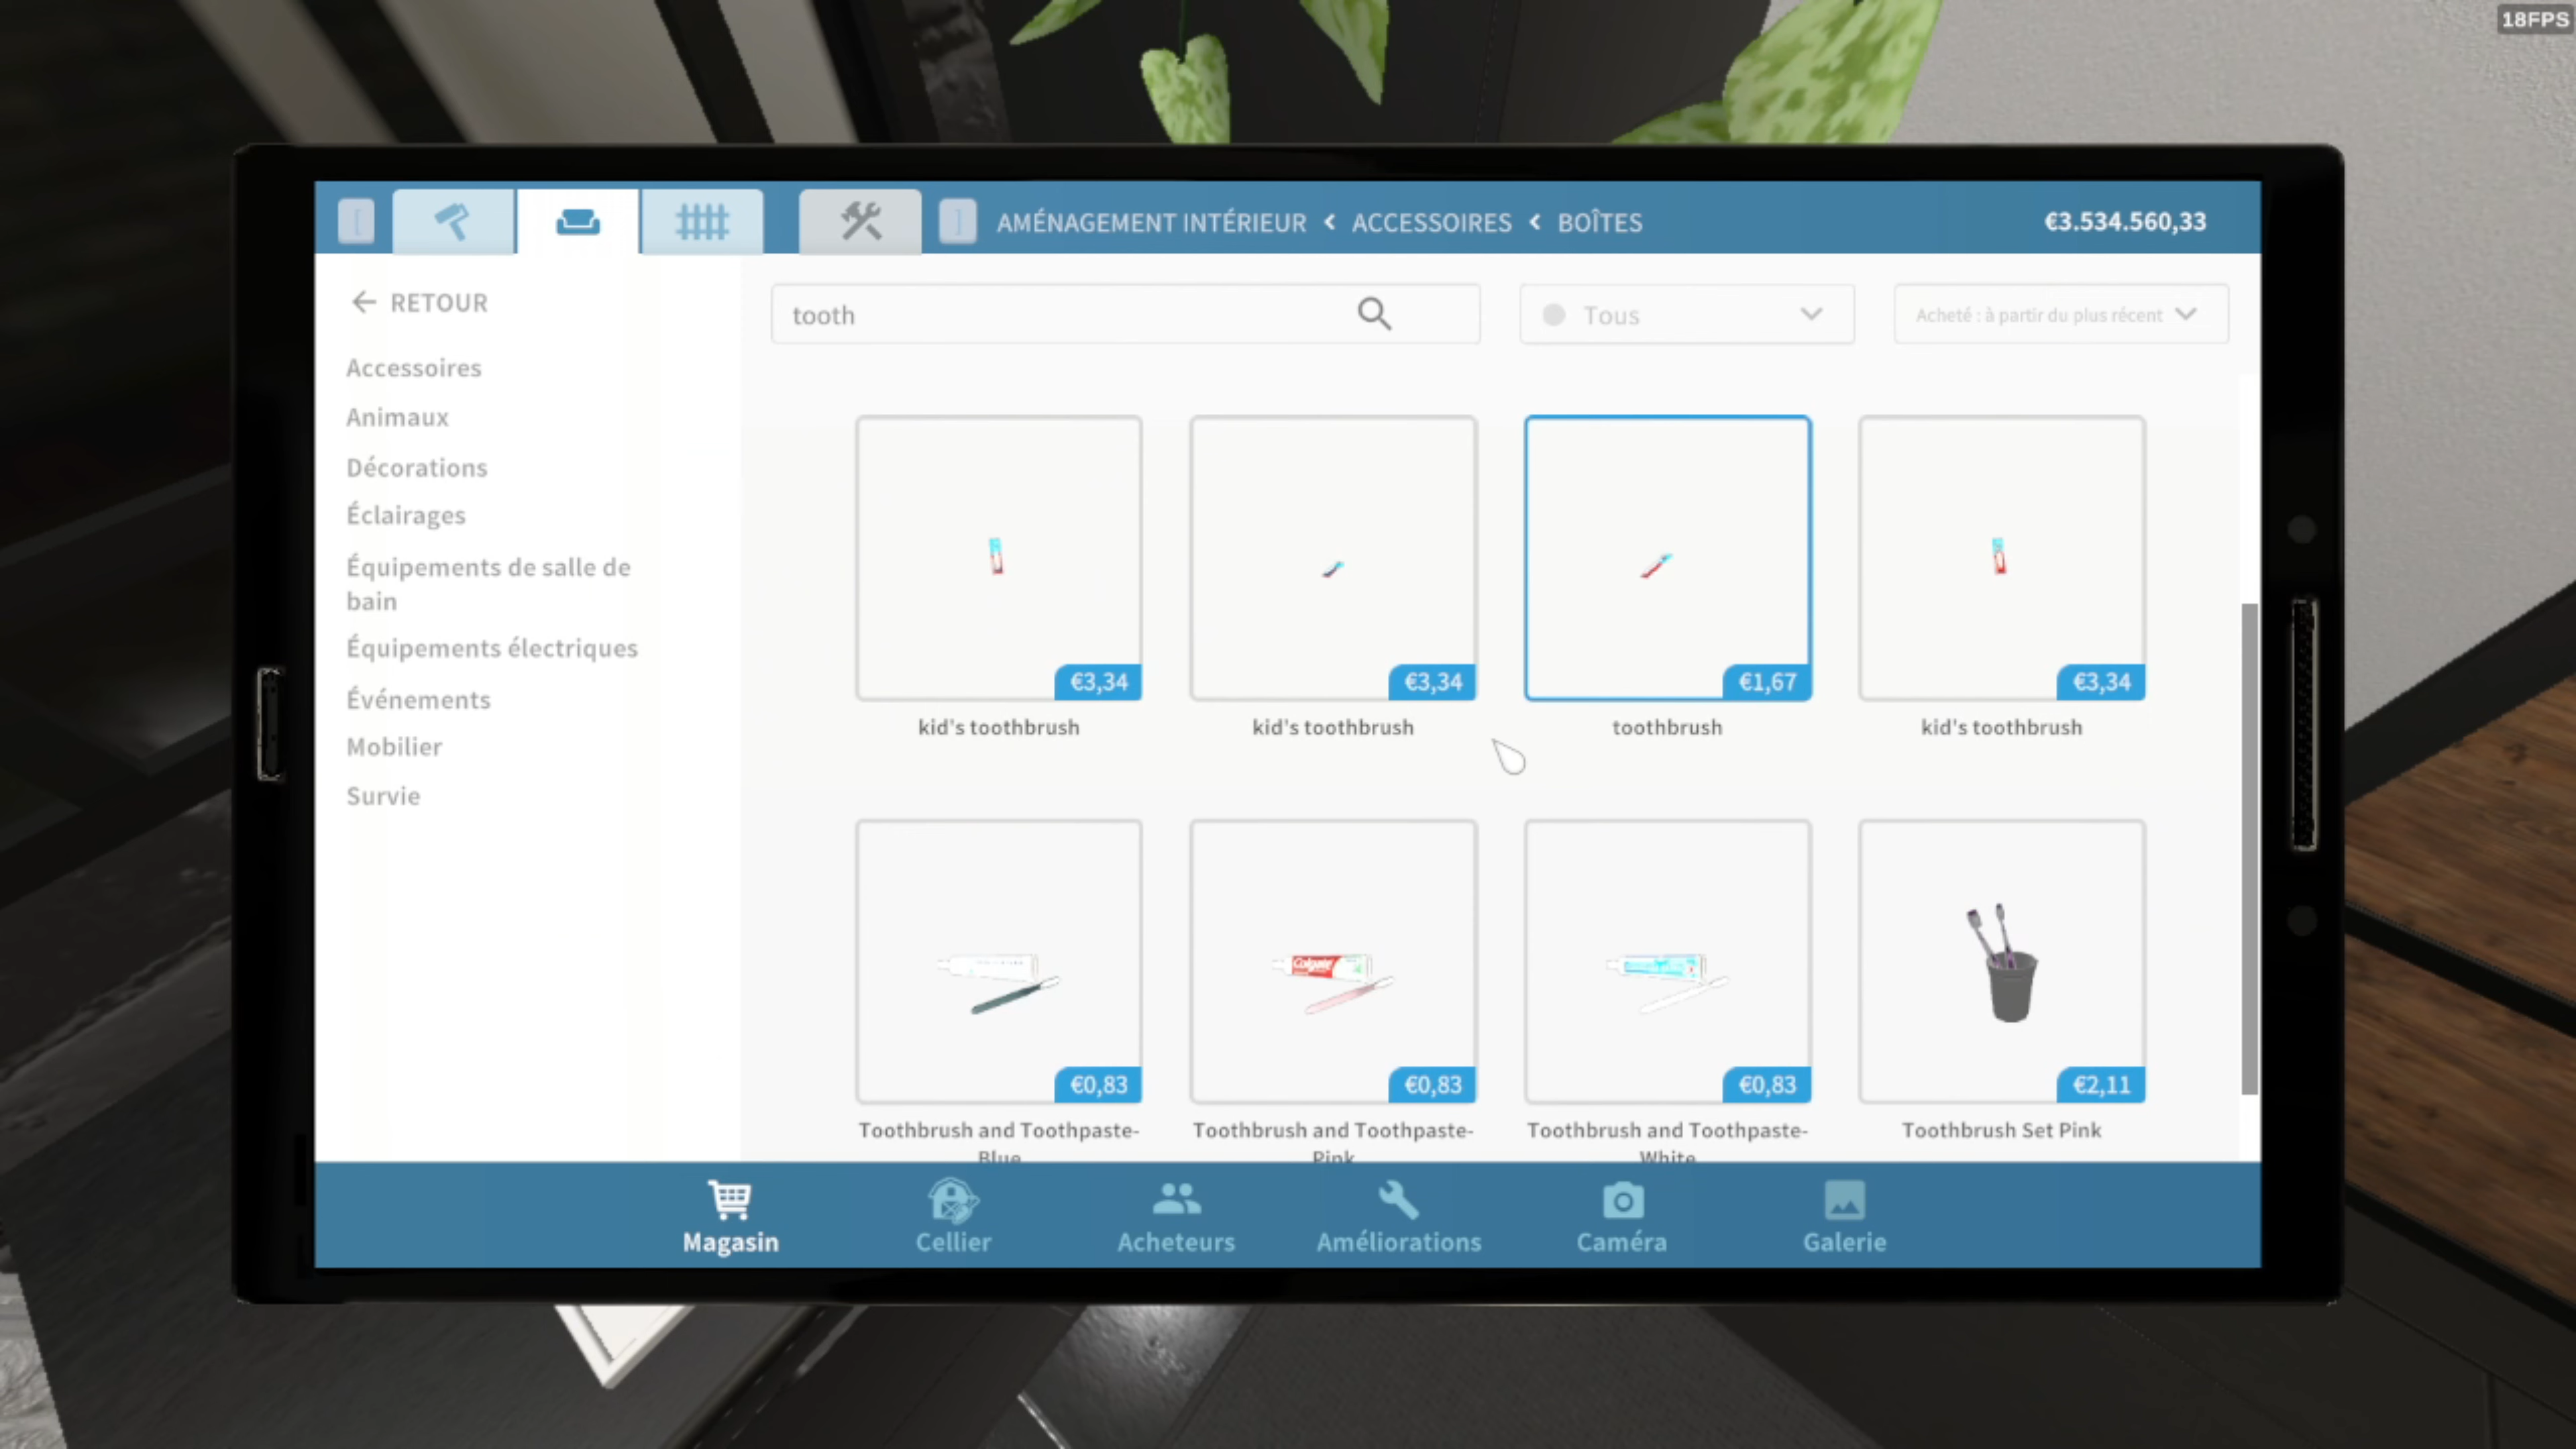 18FPS
[
]
AMÉNAGEMENT INTÉRIEUR < ACCESSOIRES < BOÎTES
€3.534.560,33
← RETOUR
Accessoires
Animaux
Décorations
Éclairages
Équipements de salle de
bain
Équipements électriques
Événements
Mobilier
Survie
tooth
Tous
Acheté : à partir du plus récent
€3,34
€3,34
€1,67
€3,34
kid's toothbrush
kid's toothbrush
toothbrush
kid's toothbrush
Colgate
€0,83
€0,83
€0,83
€2,11
Toothbrush and Toothpaste-
Blue
Toothbrush and Toothpaste-
Pink
Toothbrush and Toothpaste-
White
Toothbrush Set Pink
Magasin
Cellier
Acheteurs
Améliorations
Caméra
Galerie